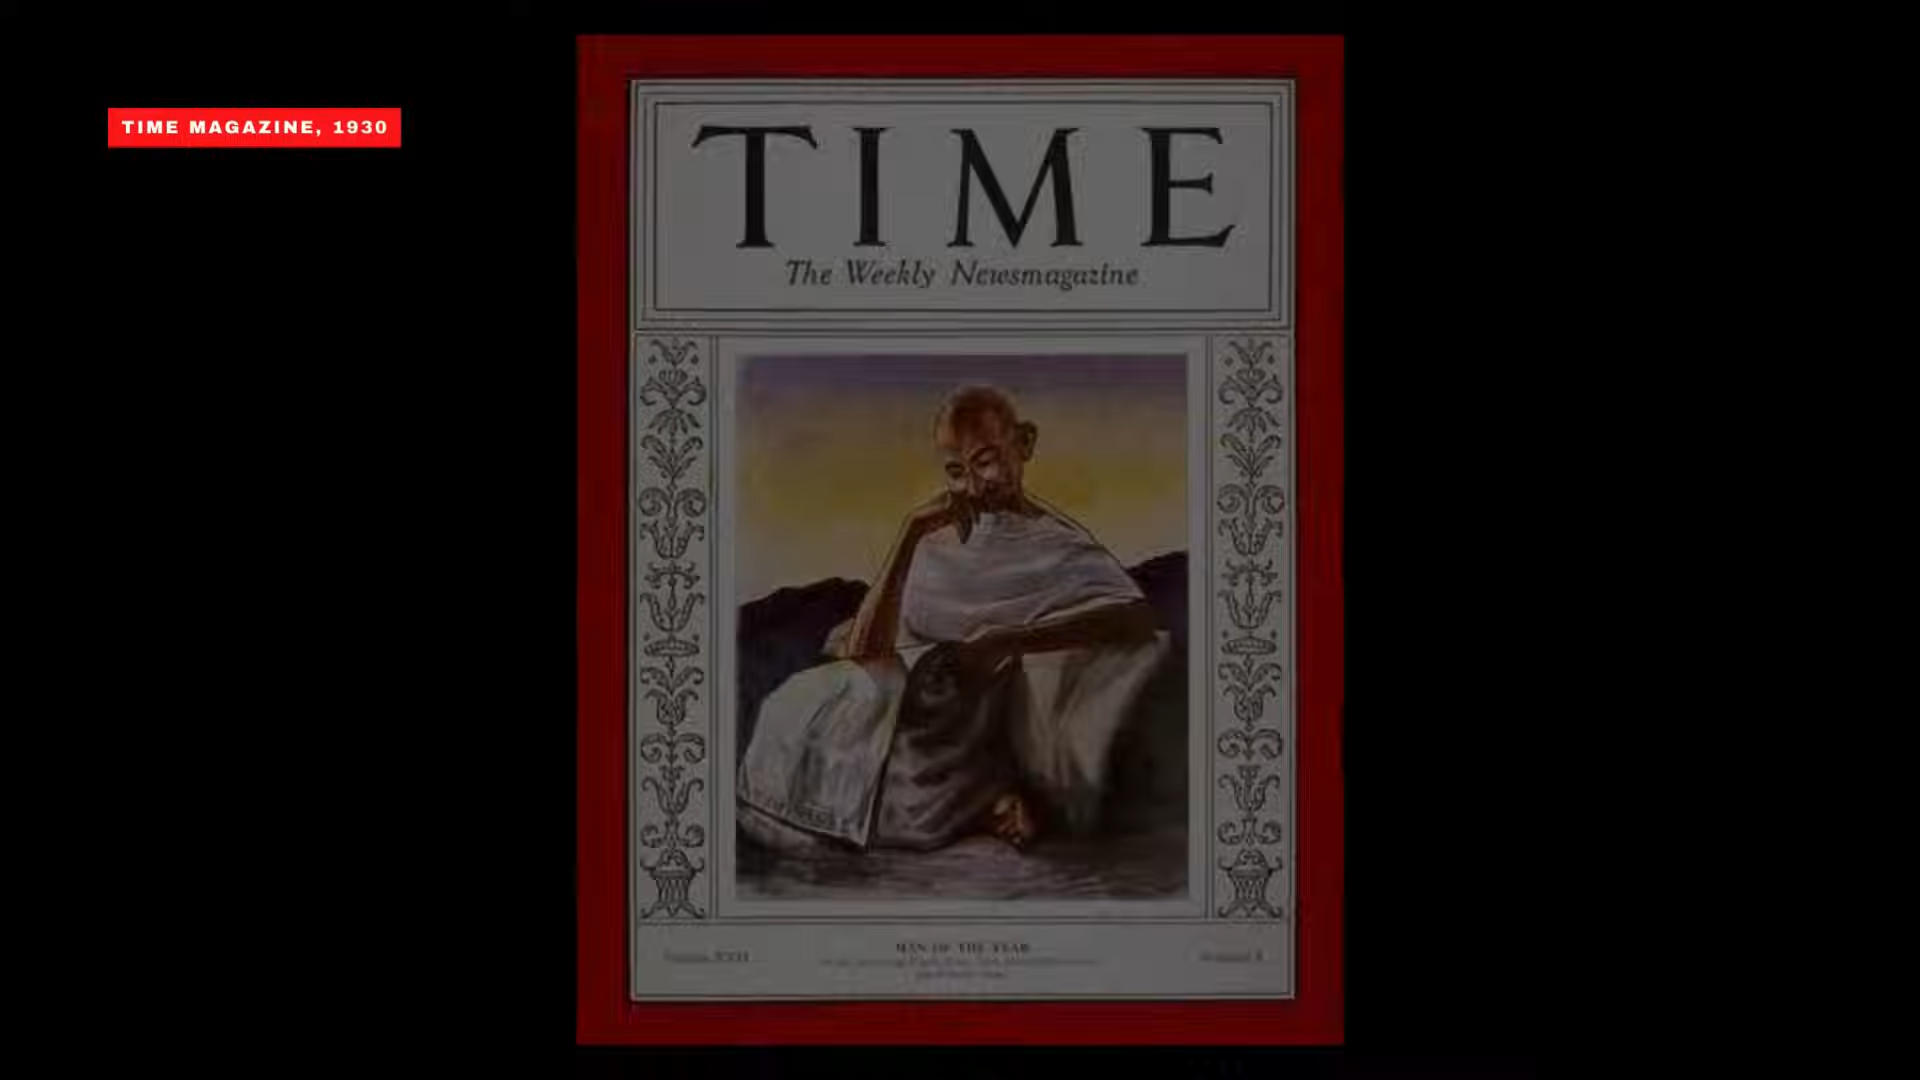 TIME MAGAZINE, 1930
TIME
The Weekly Newsmagazine
MAN OF THE YEAR